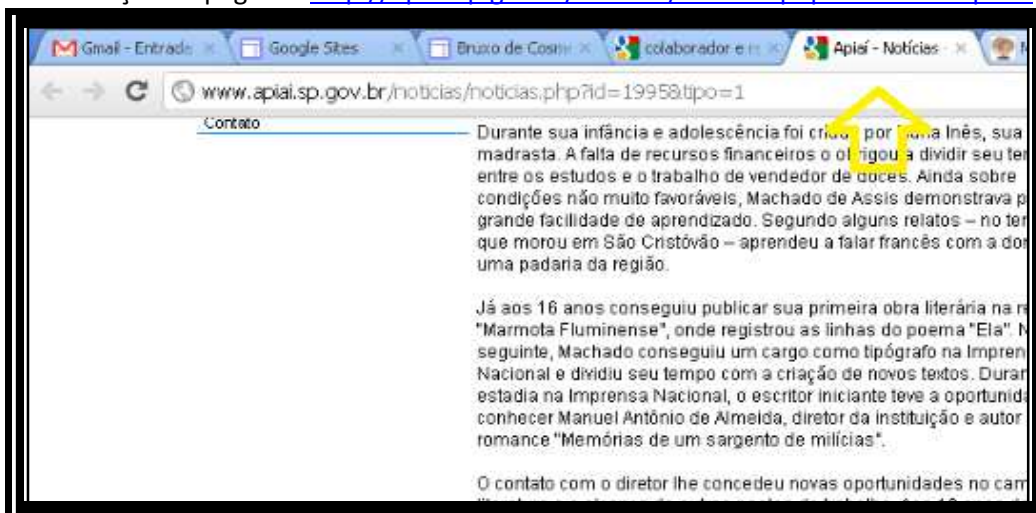 Gmail - Entrada Google Sites Bruxo de Cosm colaborador e Apiaí - Notícias
www.apiai.sp.gov.br/noticias/noticias.php?id=1995&tipo=1
Contato
Durante sua infância e adolescência foi por Inês, sua
madrasta. A falta de recursos financeiros o obrigou a dividir seu
entre os estudos e o trabalho de vendedor de doces. Ainda sobre
condições não muito favoráveis, Machado de Assis demonstrava
grande facilidade de aprendizado. Segundo alguns relatos – no
que morou em São Cristóvão – aprendeu a falar francês com a
uma padaria da região.
Já aos 16 anos conseguiu publicar sua primeira obra literária na
"Marmota Fluminense", onde registrou as linhas do poema "Ela".
seguinte, Machado conseguiu um cargo como tipógrafo na Impren
Nacional e dividiu seu tempo com a criação de novos textos. Duran
estadia na Imprensa Nacional, o escritor iniciante teve a oportunida
conhecer Manuel Antônio de Almeida, diretor da instituição e autor
romance "Memórias de um sargento de milícias".
O contato com o diretor lhe concedeu novas oportunidades no cam